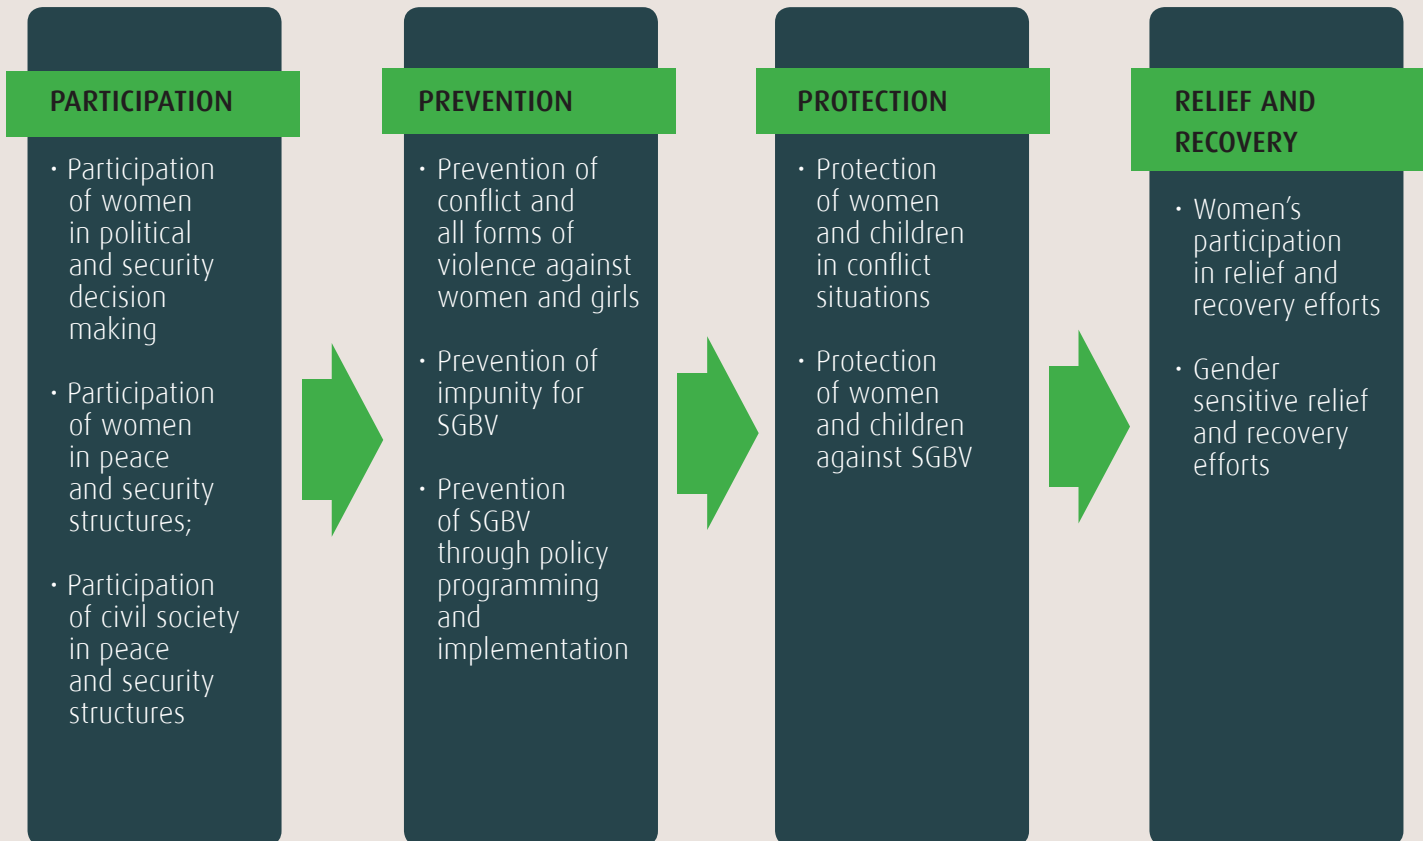 PARTICIPATION
· Participation
of women
in political
and security
decision
making
· Participation
of women
in peace
and security
structures;
· Participation
of civil society
in peace
and security
structures
PREVENTION
· Prevention of
conflict and
all forms of
violence against
women and girls
· Prevention of
impunity for
SGBV
· Prevention
of SGBV
through policy
programming
and
implementation
PROTECTION
· Protection
of women
and children
in conflict
situations
· Protection
of women
and children
against SGBV
RELIEF AND
RECOVERY
· Women’s
participation
in relief and
recovery efforts
· Gender
sensitive relief
and recovery
efforts